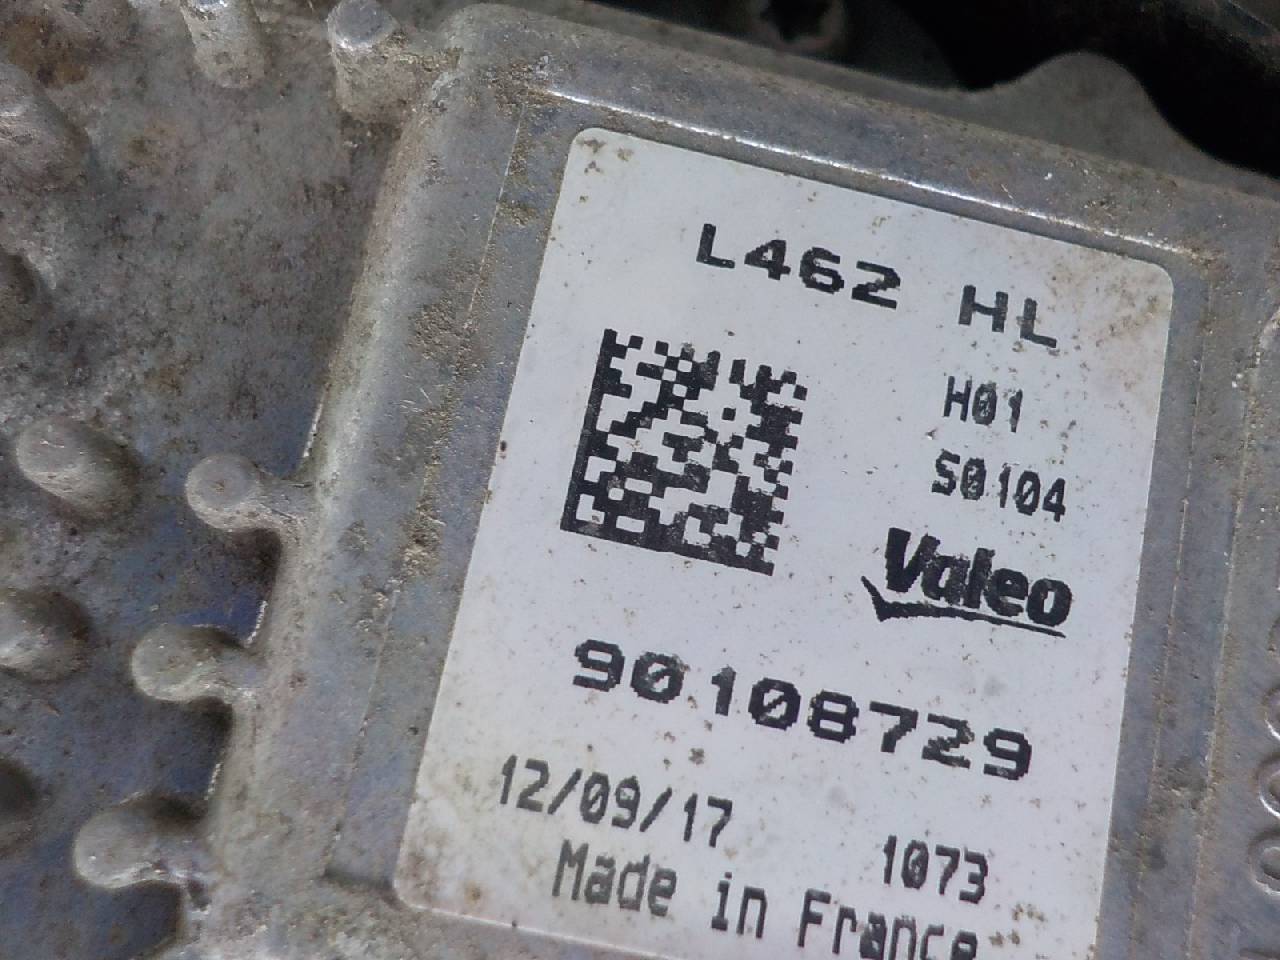 L462 HL
H01
S0104
Valeo
90108729
12/09/17
1073
Made in France